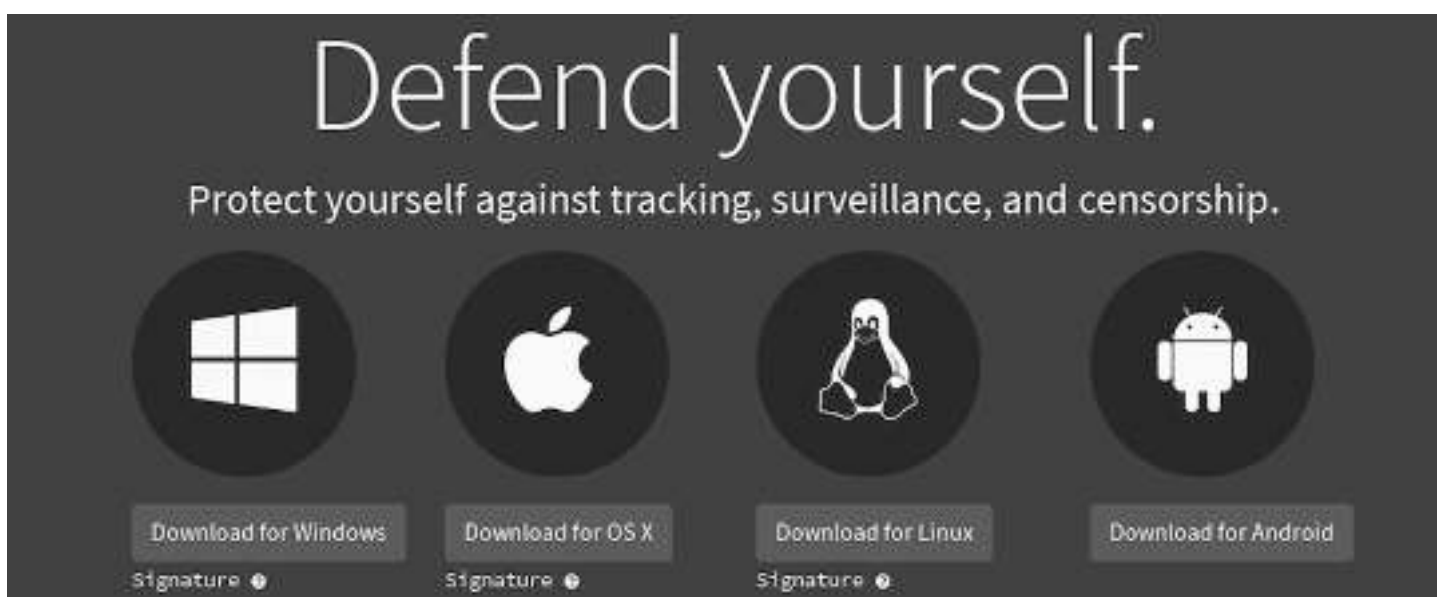 Defend yourself.
Protect yourself against tracking, surveillance, and censorship.
Download for Windows
Download for OS X
Download for Linux
Download for Android
Signature
Signature
Signature